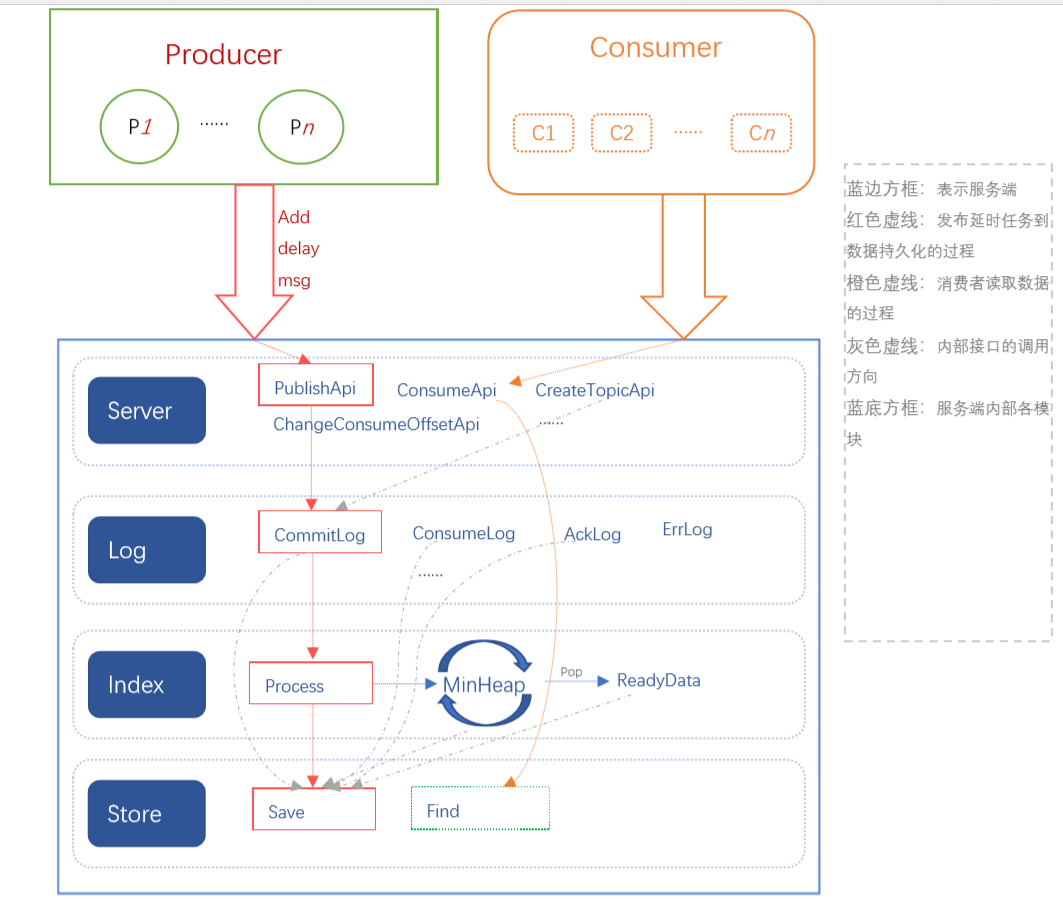 Producer
P1
······
Pn
Consumer
C1
C2
······
Cn
Add
delay
msg
蓝边方框：表示服务端
红色虚线：发布延时任务到
数据持久化的过程
橙色虚线：消费者读取数据
的过程
灰色虚线：内部接口的调用
方向
蓝底方框：服务端内部各模
块
Server
PublishApi
ConsumeApi
CreateTopicApi
ChangeConsumeOffsetApi
······
Log
CommitLog
ConsumeLog
AckLog
ErrLog
······
Index
Process
MinHeap
Pop
ReadyData
Store
Save
Find